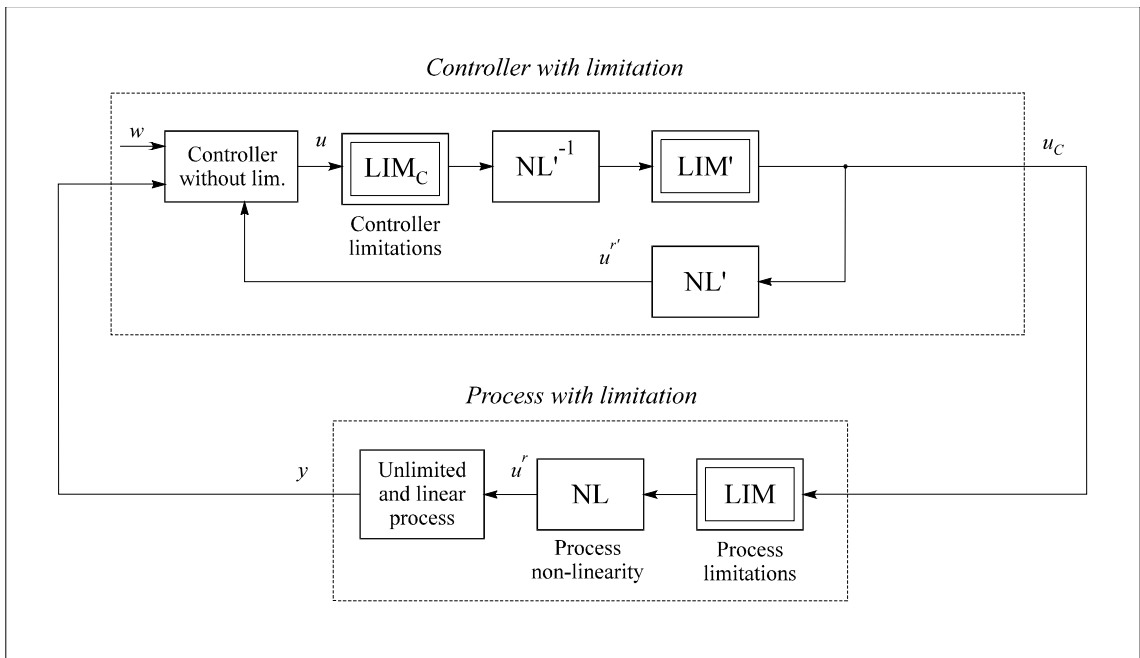 Controller with limitation
w
Controller
without lim.
u
LIM_C
Controller
limitations
NL'^-1
LIM'
u_C
u^r'
NL'
Process with limitation
y
Unlimited
and linear
process
u^r
NL
Process
non-linearity
LIM
Process
limitations